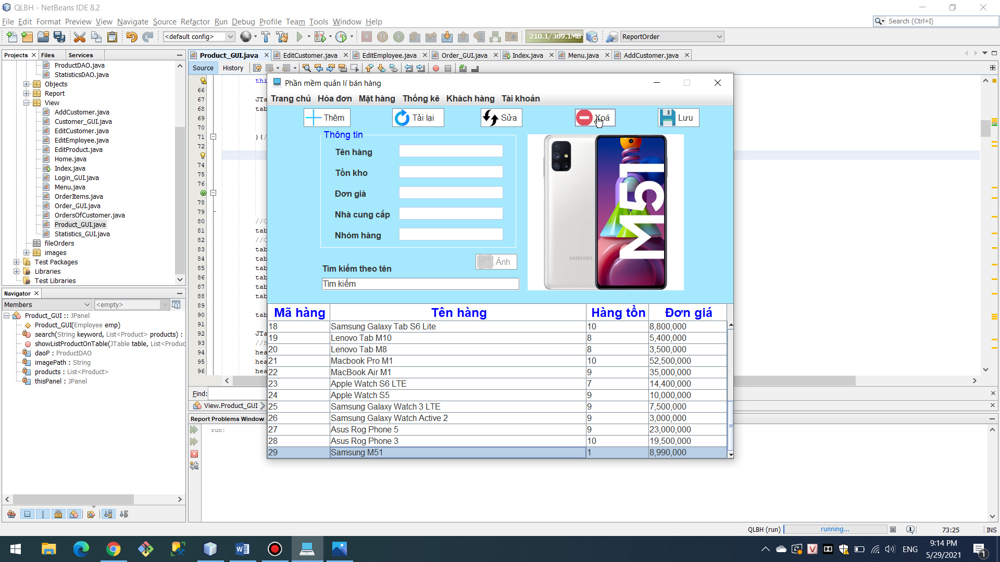 QLBH - NetBeans IDE 8.2
File Edit Format Preview View Navigate Source Refactor Run Debug Profile Team Tools Window Help
Search (Ctrl+I)
<default config>
210.1/369.1MB
ReportOrder
Projects Files Services
Product_GUI.java EditCustomer.java EditEmployee.java Order_GUI.java Index.java Menu.java AddCustomer.java
Source History
ProductDAO.java
StatisticsDAO.java
Objects
Report
View
AddCustomer.java
Customer_GUI.java
EditCustomer.java
EditEmployee.java
EditProduct.java
Home.java
Index.java
Login_GUI.java
Menu.java
OrderItems.java
Order_GUI.java
OrdersOfCustomer.java
Product_GUI.java
Statistics_GUI.java
fileOrders
images
Test Packages
Libraries
Test Libraries
Navigator
Members
<empty>
Product_GUI :: JPanel
Product_GUI(Employee emp)
search(String keyword, List<Product> products) :
showListProductOnTable(JTable table, List<Produc
daoP : ProductDAO
imagePath : String
products : List<Product>
thisPanel : JPanel
thi
66
67 JTa
68 tab
69
70
71 ){/
72
74
75
76
78
79
80 //C
81 tab
82 //C
83 tab
84 tab
85 tab
86 tab
87 tab
88 tab
89
90 tab
91
92 JTa
93 //H
94 hea
95 hea
96 hea
Find:
View.Product_GUI
Report Problems Window
run:
Phần mềm quản lí bán hàng
Trang chủ Hóa đơn Mặt hàng Thống kê Khách hàng Tài khoản
Thêm Tải lại Sửa Xoá Lưu
Thông tin
Tên hàng
Tồn kho
Đơn giá
Nhà cung cấp
Nhóm hàng
Ảnh
Tìm kiếm theo tên
Tìm kiếm
SAMSUNG
M51
Mã hàng Tên hàng Hàng tồn Đơn giá
18 Samsung Galaxy Tab S6 Lite 10 8,800,000
19 Lenovo Tab M10 8 5,400,000
20 Lenovo Tab M8 8 3,500,000
21 Macbook Pro M1 10 52,500,000
22 MacBook Air M1 9 35,000,000
23 Apple Watch S6 LTE 7 14,400,000
24 Apple Watch S5 9 10,000,000
25 Samsung Galaxy Watch 3 LTE 9 7,500,000
26 Samsung Galaxy Watch Active 2 9 3,000,000
27 Asus Rog Phone 5 9 23,000,000
28 Asus Rog Phone 3 10 19,500,000
29 Samsung M51 1 8,990,000
QLBH (run) running... 1 73:25 INS
ENG
9:14 PM
5/29/2021
1